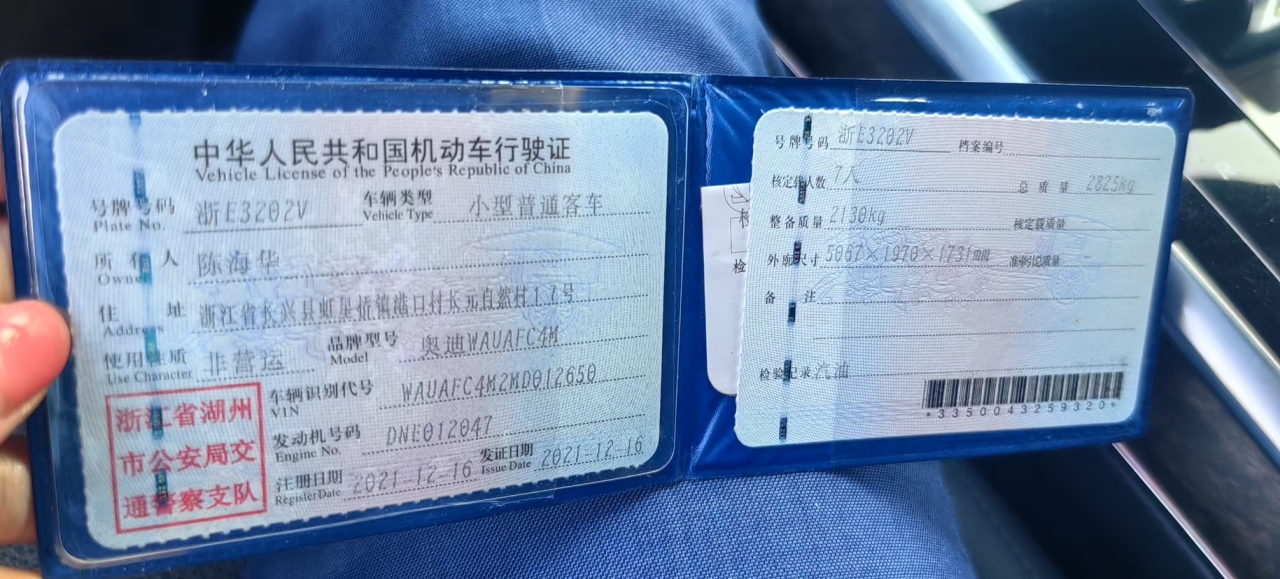 中华人民共和国机动车行驶证
Vehicle License of the People's Republic of China
号牌号码 浙E3202V 车辆类型 小型普通客车
Plate No. Vehicle Type
所有人 陈海华
Owner
住址 浙江省长兴县虹星桥镇港口村长元自然村17号
Address
使用性质 非营运 品牌型号 奥迪WAUAFC4M
Use Character Model
浙江省湖州
市公安局交
通警察支队
车辆识别代号 WAUAFC4M2MD012650
VIN
发动机号码 DNE012047
Engine No.
注册日期 2021-12-16 发证日期 2021-12-16
Register Date Issue Date
号牌号码 浙E3202V 档案编号
核定载人数 7人 总质量 2825kg
整备质量 2130kg 核定载质量
外廓尺寸 5067×1970×1731mm 准牵引总质量
备注
检验记录 汽油
*3350043259320*
检